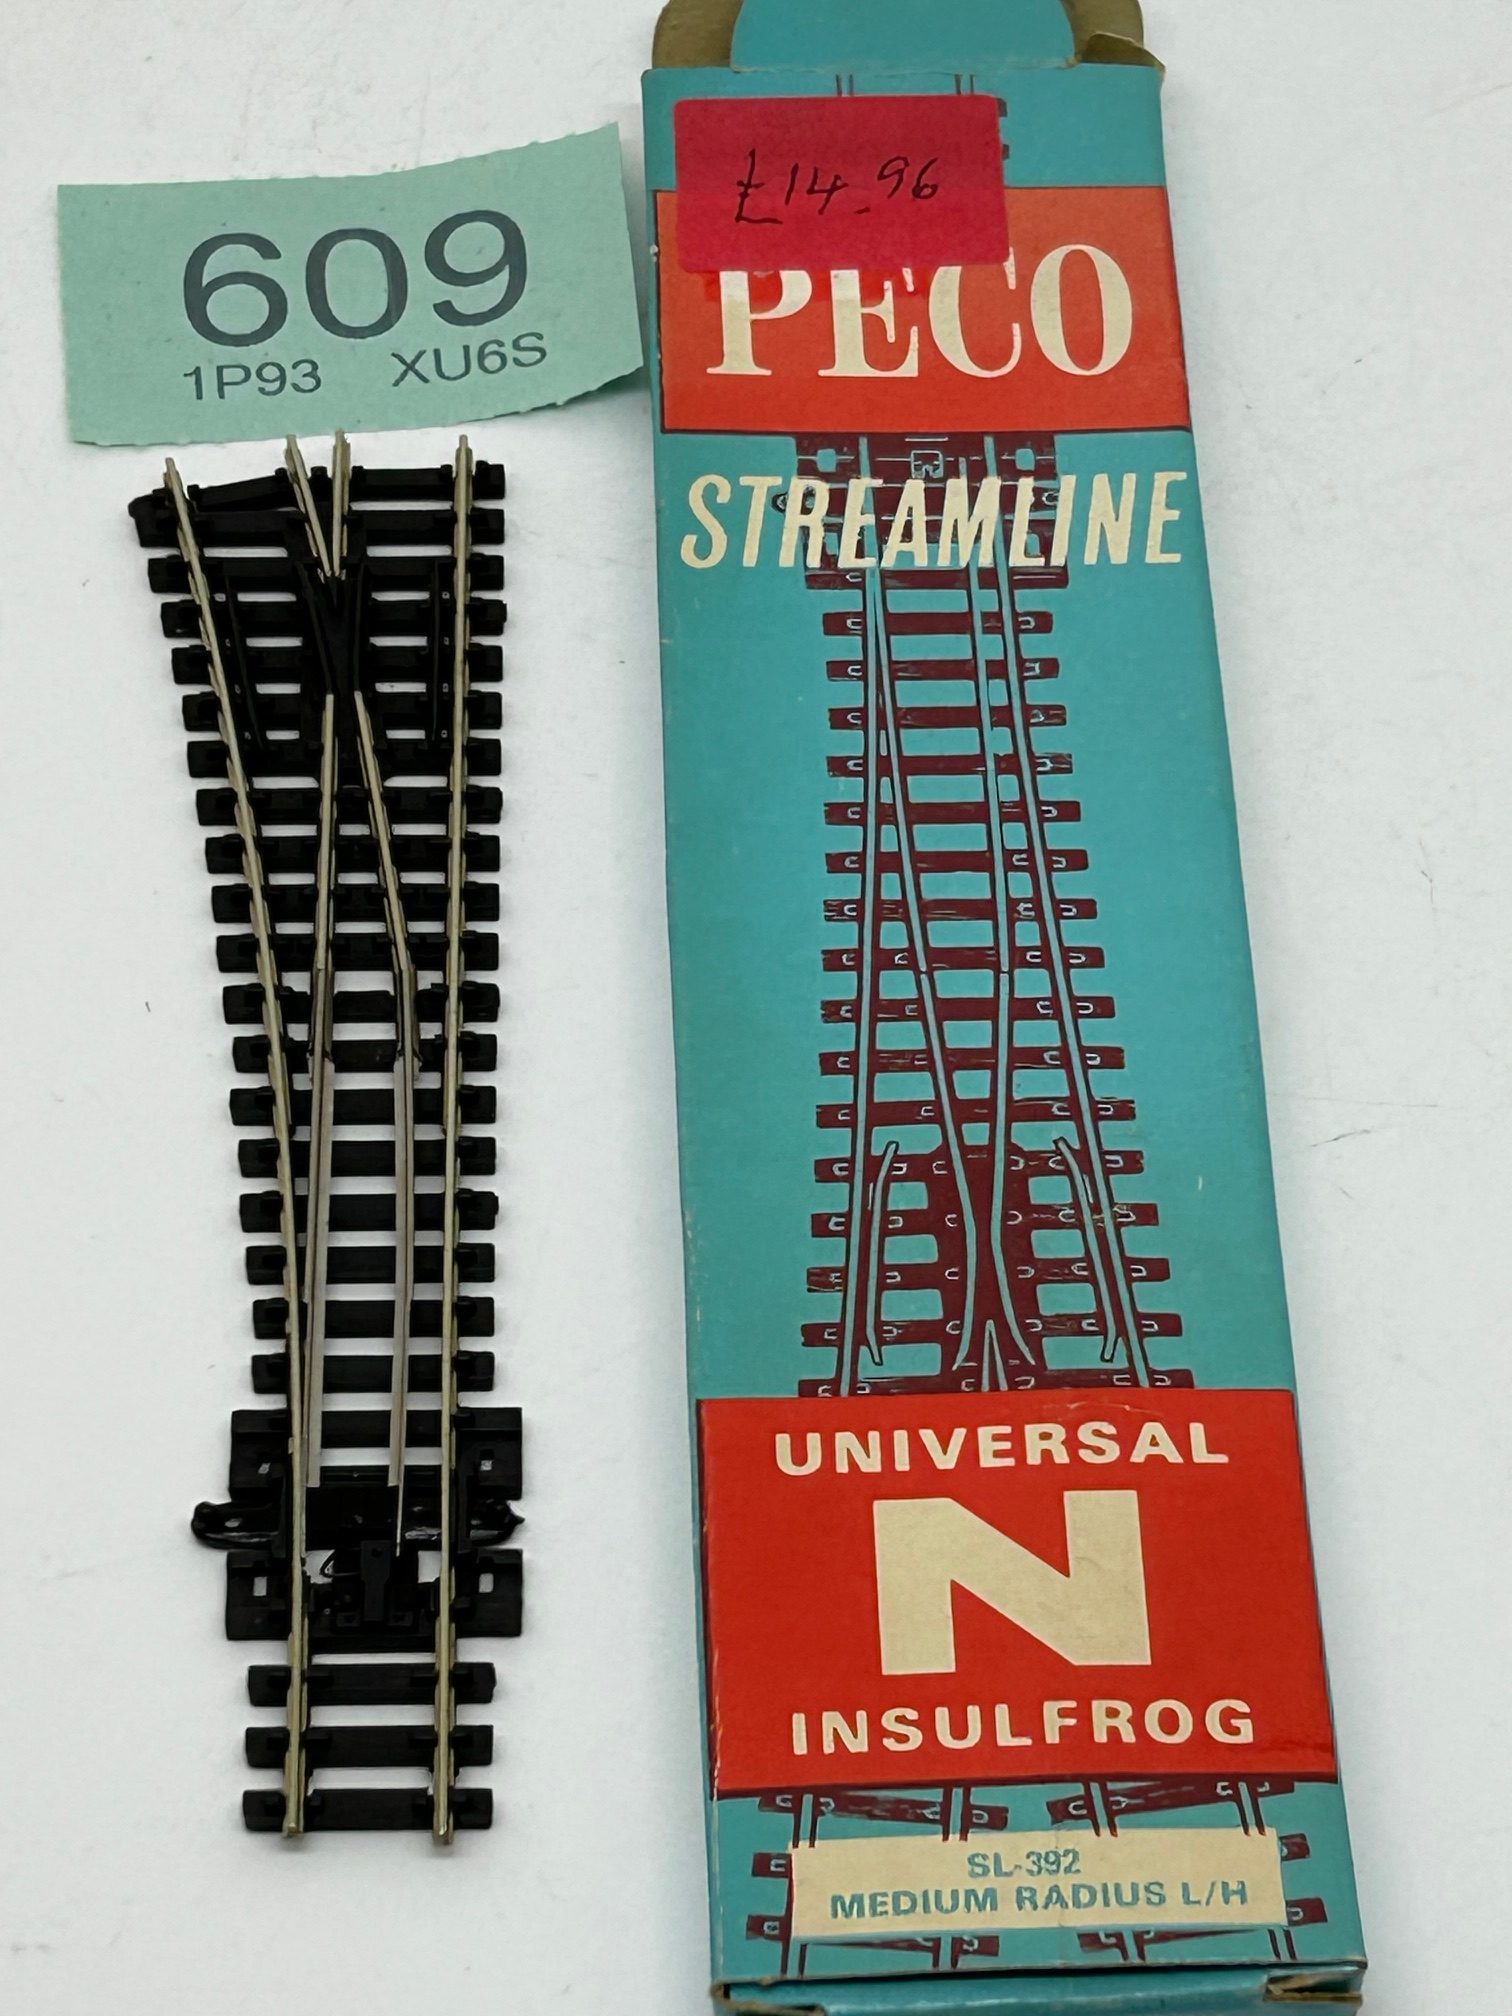 609
1P93 XU6S
£14.96
PECO
STREAMLINE
UNIVERSAL
N
INSULFROG
SL-392
MEDIUM RADIUS L/H